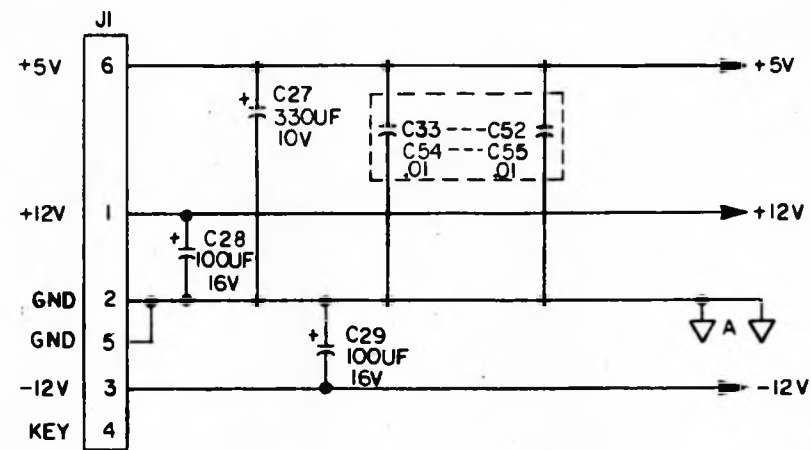 J1
+5V 6 +5V
+ C27
330UF
10V
C33 ---- C52
C54 ---- C55
.01 .01
+12V 1 +12V
+ C28
100UF
16V
GND 2
GND 5 A
+ C29
100UF
16V
-12V 3 -12V
KEY 4